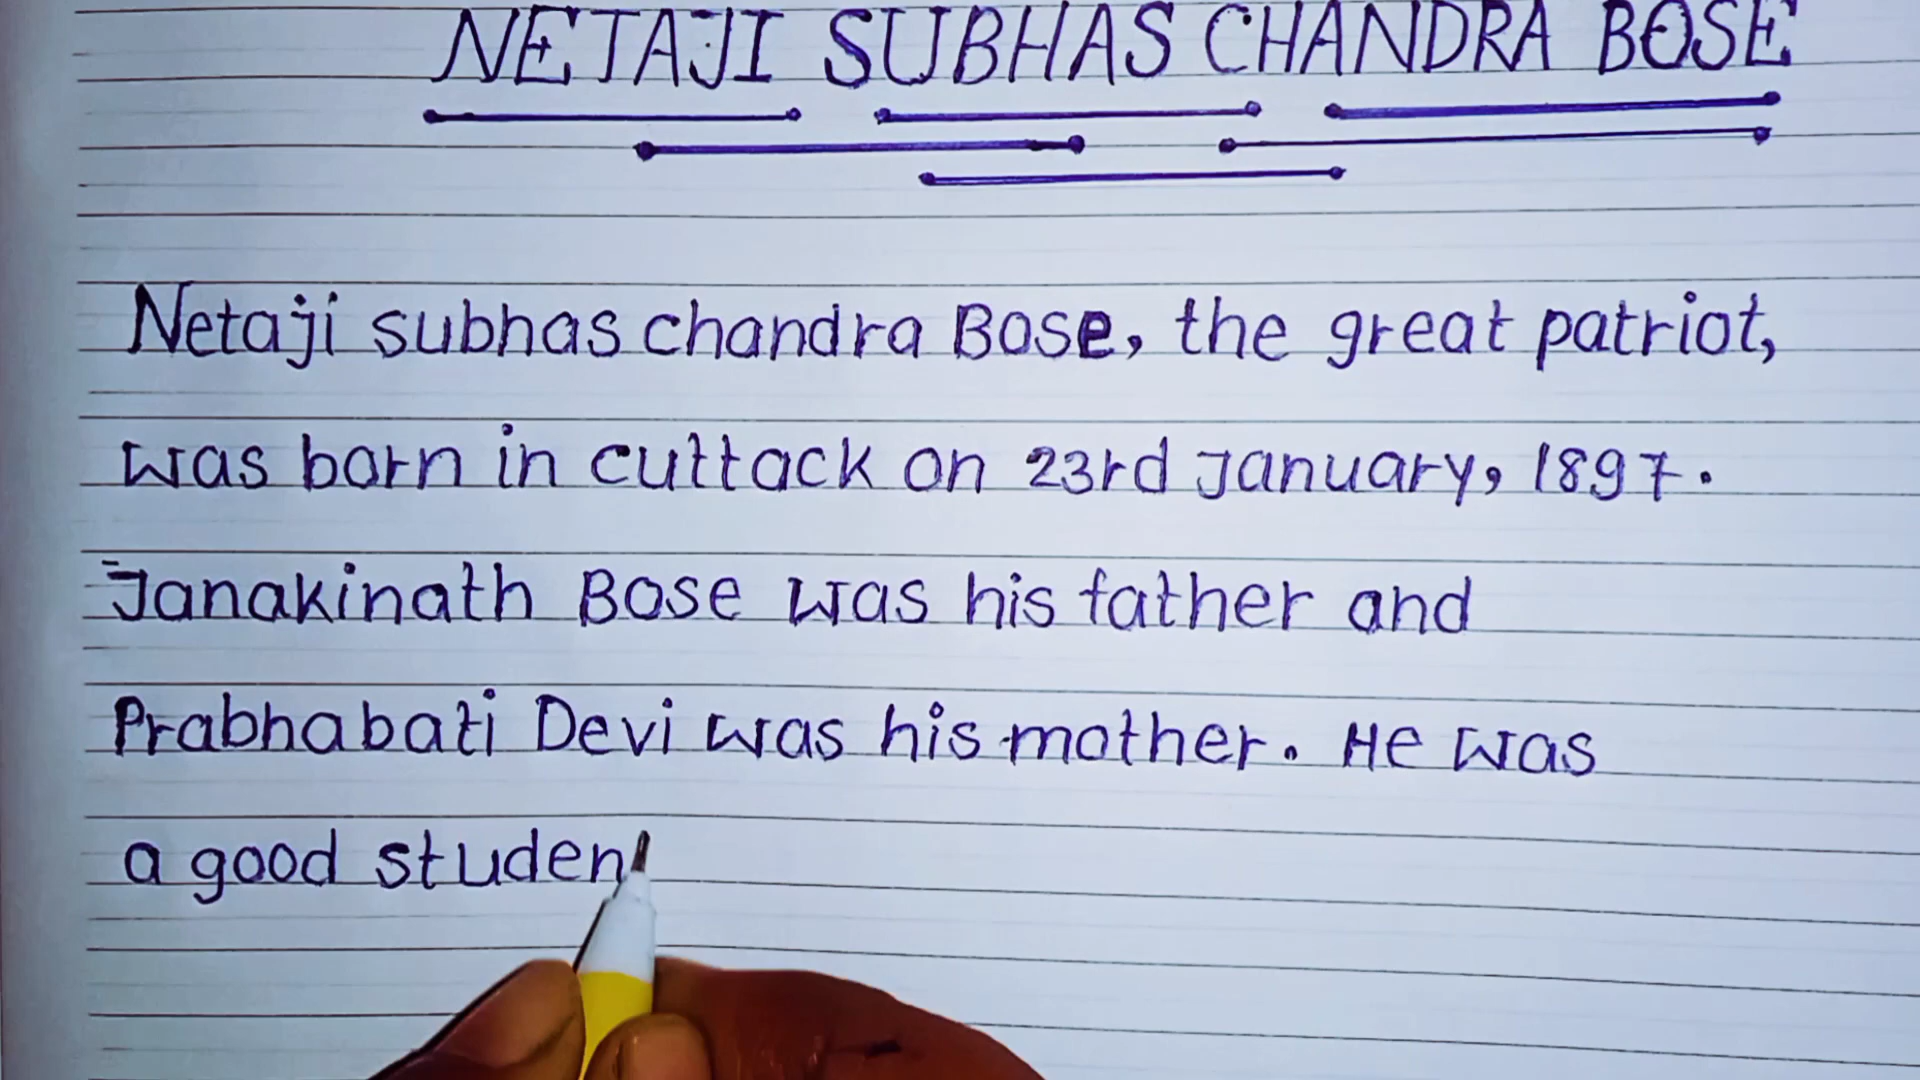 NETAJI SUBHAS CHANDRA BOSE
Netaji subhas chandra Bose, the great patriot,
was born in cuttack on 23rd January, 1897.
Janakinath Bose was his father and
Prabhabati Devi was his mother. He was
a good studen